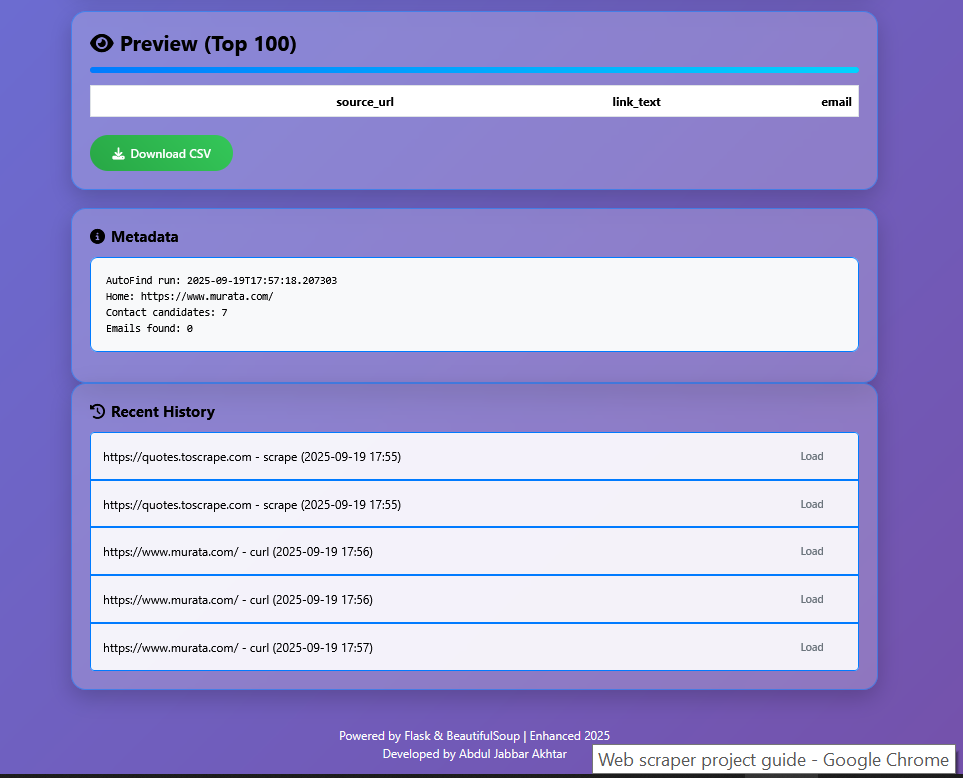 Preview (Top 100)
source_url link_text email
Download CSV
Metadata
AutoFind run: 2025-09-19T17:57:18.207303
Home: https://www.murata.com/
Contact candidates: 7
Emails found: 0
Recent History
https://quotes.toscrape.com - scrape (2025-09-19 17:55) Load
https://quotes.toscrape.com - scrape (2025-09-19 17:55) Load
https://www.murata.com/ - curl (2025-09-19 17:56) Load
https://www.murata.com/ - curl (2025-09-19 17:56) Load
https://www.murata.com/ - curl (2025-09-19 17:57) Load
Powered by Flask & BeautifulSoup | Enhanced 2025
Developed by Abdul Jabbar Akhtar
Web scraper project guide - Google Chrome